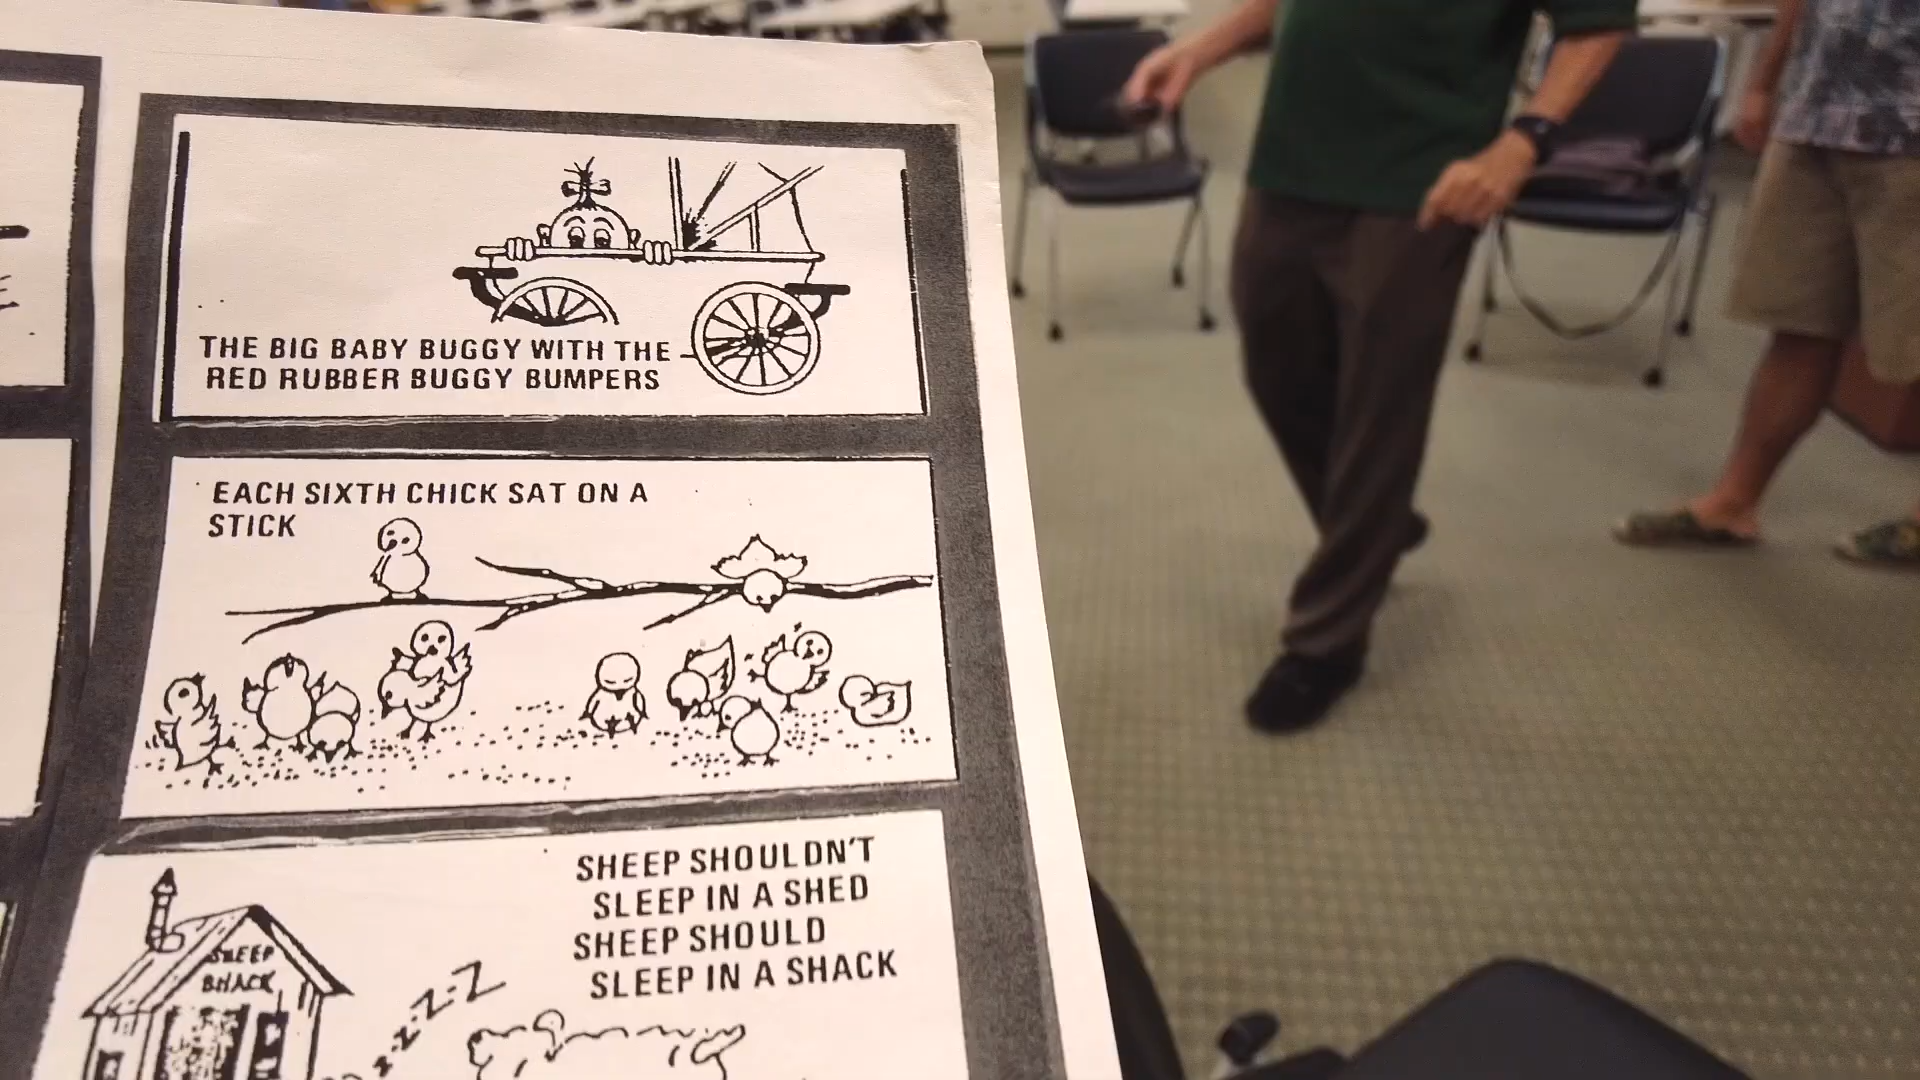 THE BIG BABY BUGGY WITH THE
RED RUBBER BUGGY BUMPERS
EACH SIXTH CHICK SAT ON A
STICK
SHEEP SHOULDN'T
SLEEP IN A SHED
SHEEP SHOULD
SLEEP IN A SHACK
SHEEP
SHACK
Z-Z-Z-Z